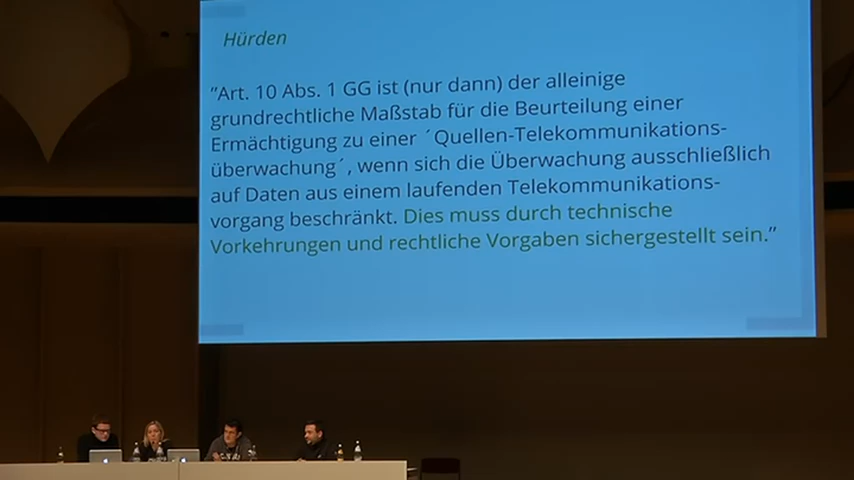 Hürden
"Art. 10 Abs. 1 GG ist (nur dann) der alleinige
grundrechtliche Maßstab für die Beurteilung einer
Ermächtigung zu einer ´Quellen-Telekommunikations-
überwachung´, wenn sich die Überwachung ausschließlich
auf Daten aus einem laufenden Telekommunikations-
vorgang beschränkt. Dies muss durch technische
Vorkehrungen und rechtliche Vorgaben sichergestellt sein."